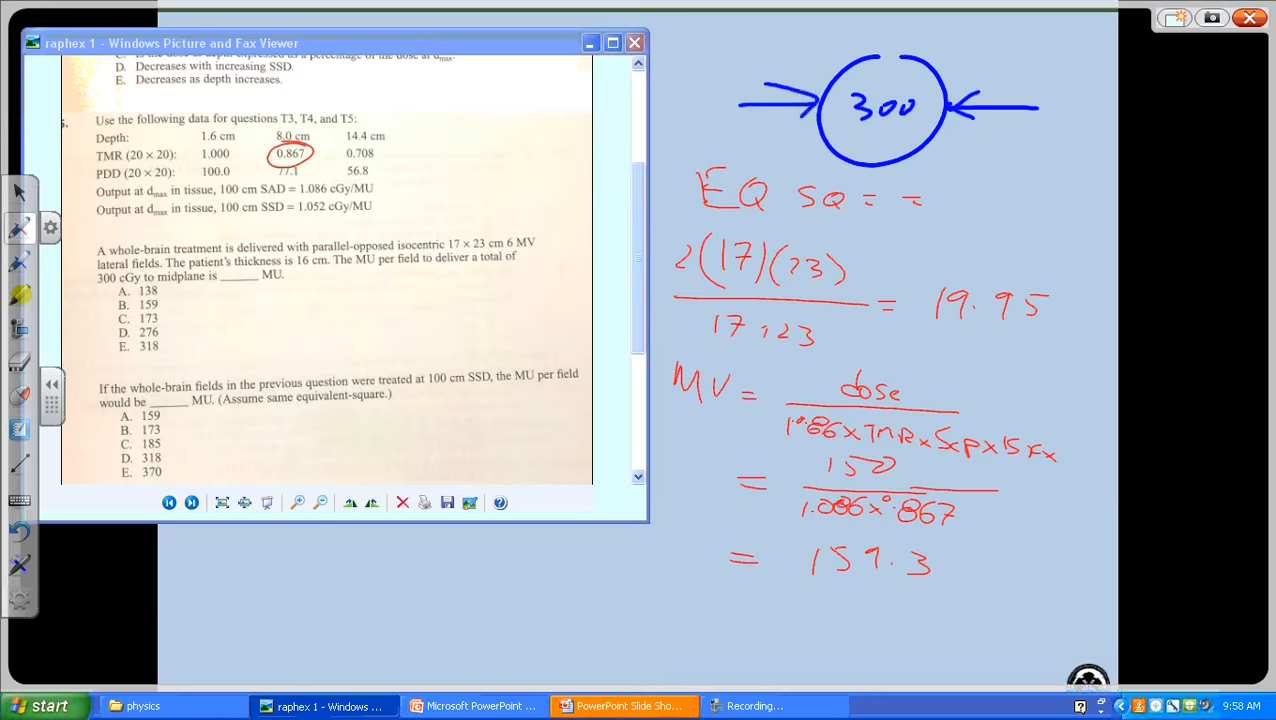 raphex 1 - Windows Picture and Fax Viewer
D. Decreases with increasing SSD.
E. Decreases as depth increases.
Use the following data for questions T3, T4, and T5:
Depth: 1.6 cm 8.0 cm 14.4 cm
TMR (20 × 20): 1.000 0.867 0.708
PDD (20 × 20): 100.0 77.1 56.8
Output at dmax in tissue, 100 cm SAD = 1.086 cGy/MU
Output at dmax in tissue, 100 cm SSD = 1.052 cGy/MU
A whole-brain treatment is delivered with parallel-opposed isocentric 17 × 23 cm 6 MV
lateral fields. The patient's thickness is 16 cm. The MU per field to deliver a total of
300 cGy to midplane is ______ MU.
A. 138
B. 159
C. 173
D. 276
E. 318
If the whole-brain fields in the previous question were treated at 100 cm SSD, the MU per field
would be ______ MU. (Assume same equivalent-square.)
A. 159
B. 173
C. 185
D. 318
E. 370
300
EQ SQ = =
2(17)(23)
= 19.95
17+23
MU = dose
1.086 x TMR x Scp x ISFx
= 150
1.086 x 0.867
= 159.3
start
physics
raphex 1 - Windows ...
Microsoft PowerPoint ...
PowerPoint Slide Sho...
Recording...
9:58 AM